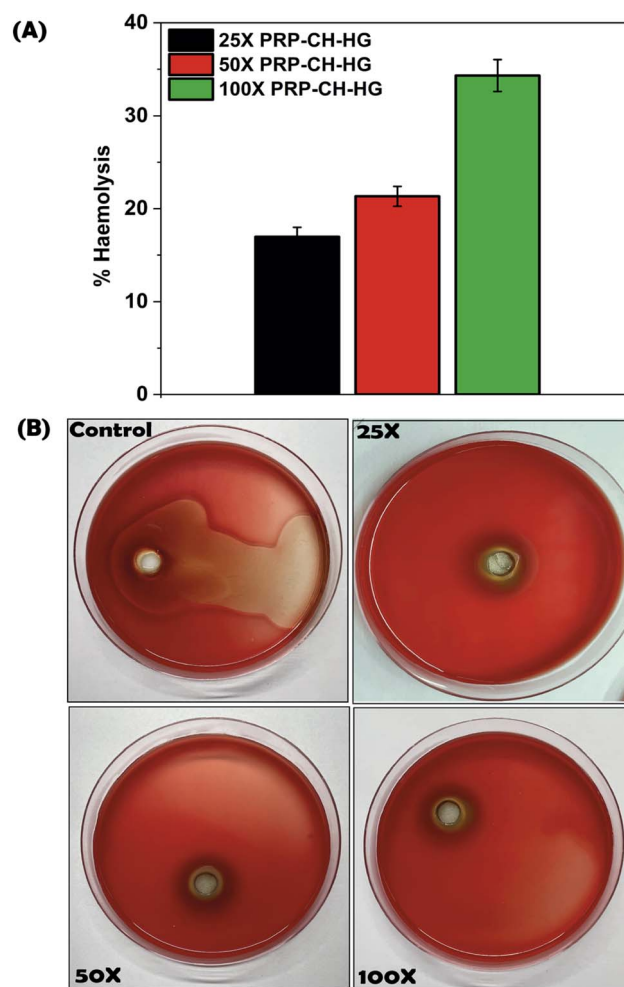 (A)
40
30
20
10
0
% Haemolysis
25X PRP-CH-HG
50X PRP-CH-HG
100X PRP-CH-HG
(B)
Control
25X
50X
100X